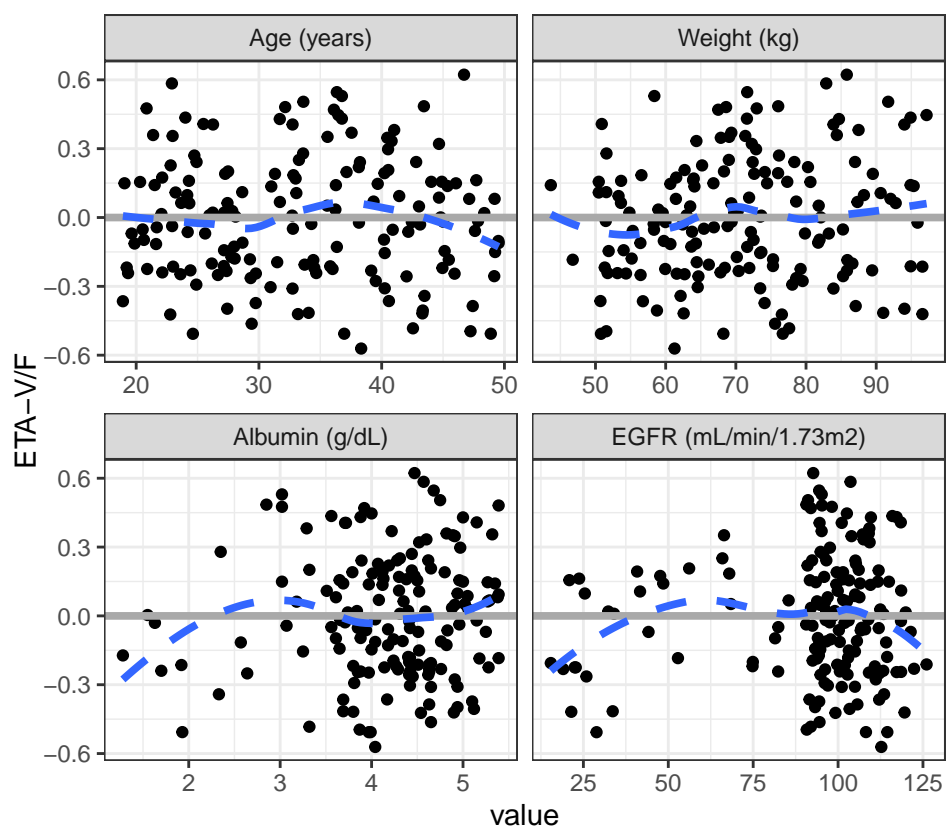 Age (years)
Weight (kg)
ETA−V/F
0.6
0.3
0.0
−0.3
−0.6
20 30 40 50
50 60 70 80 90
Albumin (g/dL)
EGFR (mL/min/1.73m2)
0.6
0.3
0.0
−0.3
−0.6
2 3 4 5
25 50 75 100 125
value